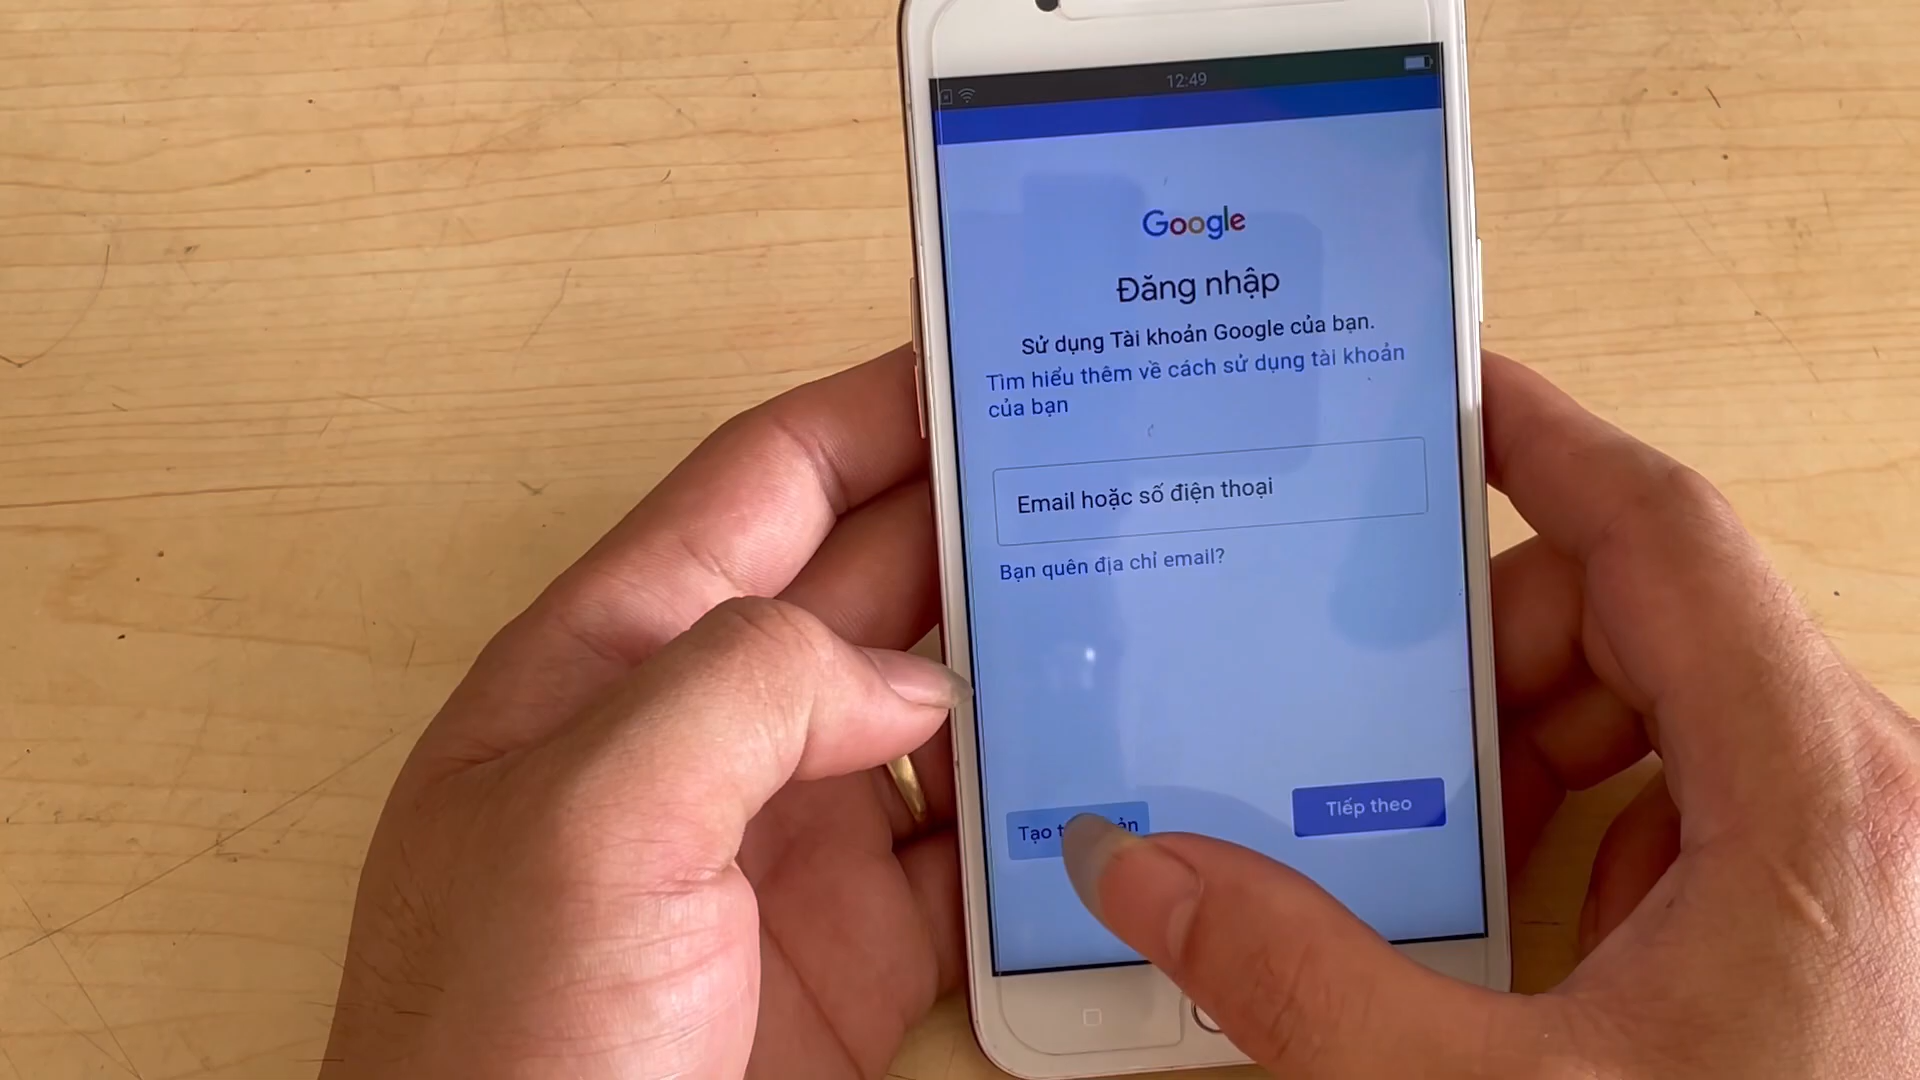 12:49
Google
Đăng nhập
Sử dụng Tài khoản Google của bạn.
Tìm hiểu thêm về cách sử dụng tài khoản
của bạn
Email hoặc số điện thoại
Bạn quên địa chỉ email?
Tạo
Tiếp theo